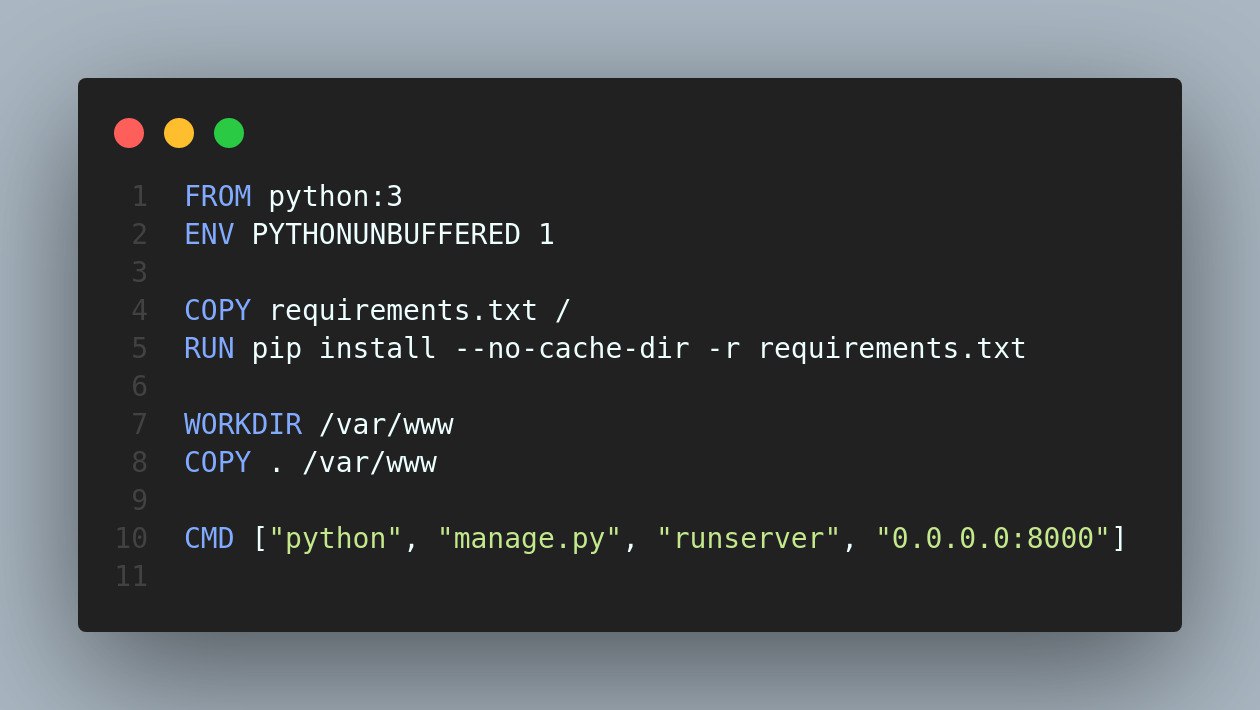 1 FROM python:3
2 ENV PYTHONUNBUFFERED 1
3
4 COPY requirements.txt /
5 RUN pip install --no-cache-dir -r requirements.txt
6
7 WORKDIR /var/www
8 COPY . /var/www
9
10 CMD ["python", "manage.py", "runserver", "0.0.0.0:8000"]
11